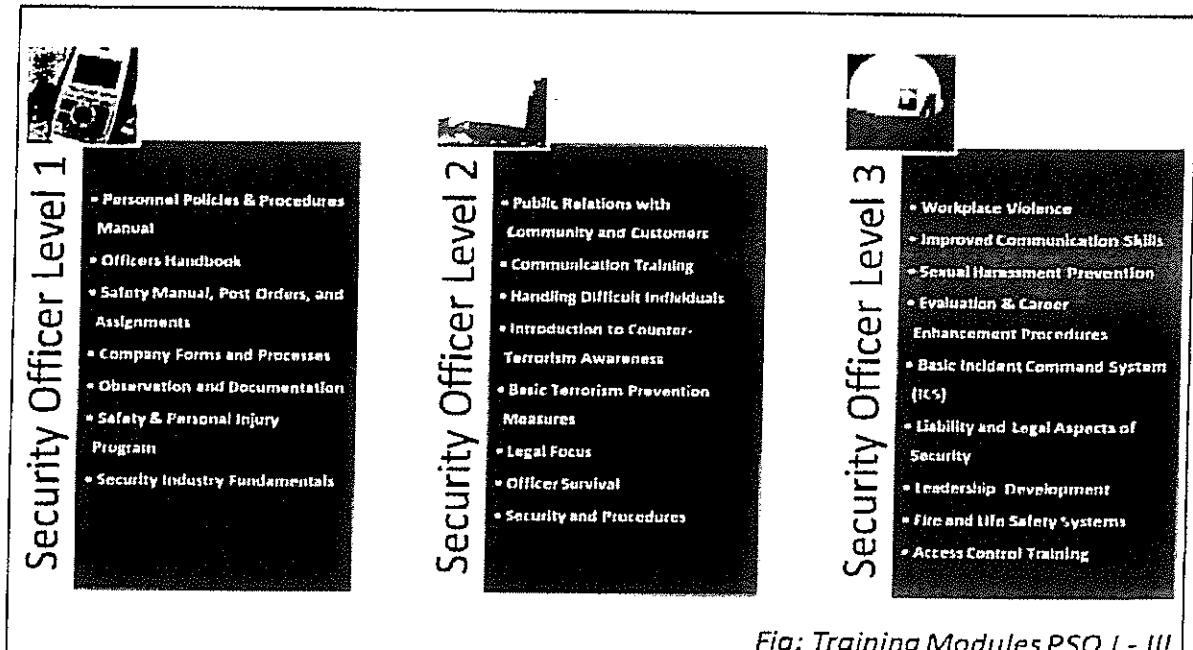 Security Officer Level 1
• Personnel Policies & Procedures
Manual
• Officers Handbook
• Safety Manual, Post Orders, and
Assignments
• Company Forms and Processes
• Observation and Documentation
• Safety & Personal Injury
Program
• Security Industry Fundamentals
Security Officer Level 2
• Public Relations with
Community and Customers
• Communication Training
• Handling Difficult Individuals
• Introduction to Counter-
Terrorism Awareness
• Basic Terrorism Prevention
Measures
• Legal Focus
• Officer Survival
• Security and Procedures
Security Officer Level 3
• Workplace Violence
• Improved Communication Skills
• Sexual Harassment Prevention
• Evaluation & Career
Enhancement Procedures
• Basic Incident Command System
(ICS)
• Liability and Legal Aspects of
Security
• Leadership Development
• Fire and Life Safety Systems
• Access Control Training
Fig: Training Modules PSO I - III